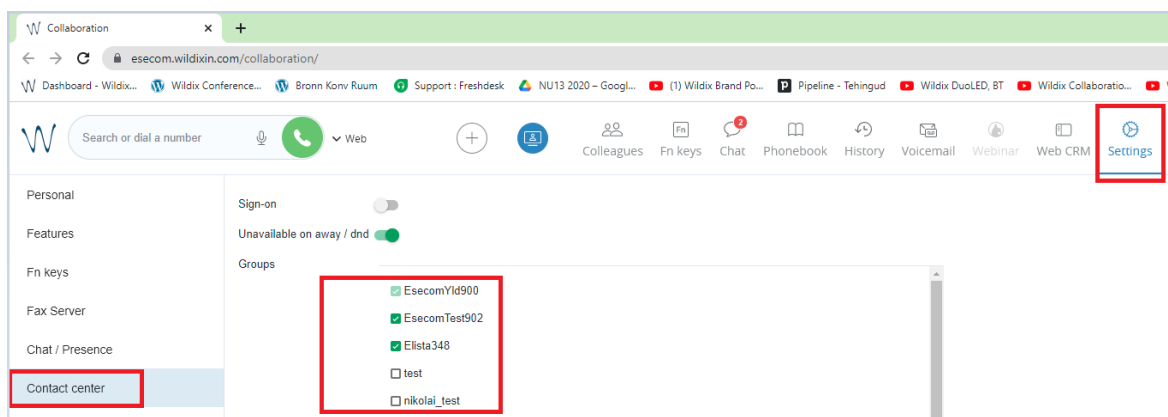 Collaboration
esecom.wildixin.com/collaboration/
Dashboard - Wildix... Wildix Conference... Bronn Konv Ruum Support : Freshdesk NU13 2020 – Googl... (1) Wildix Brand Po... Pipeline - Tehingud Wildix DuoLED, BT Wildix Collaboratio...
Search or dial a number Web Colleagues Fn Fn keys 2 Chat Phonebook History Voicemail Webinar Web CRM Settings
Personal
Sign-on
Features
Unavailable on away / dnd
Groups
Fn keys
EsecomYld900
Fax Server
EsecomTest902
Chat / Presence
Elista348
test
Contact center
nikolai_test